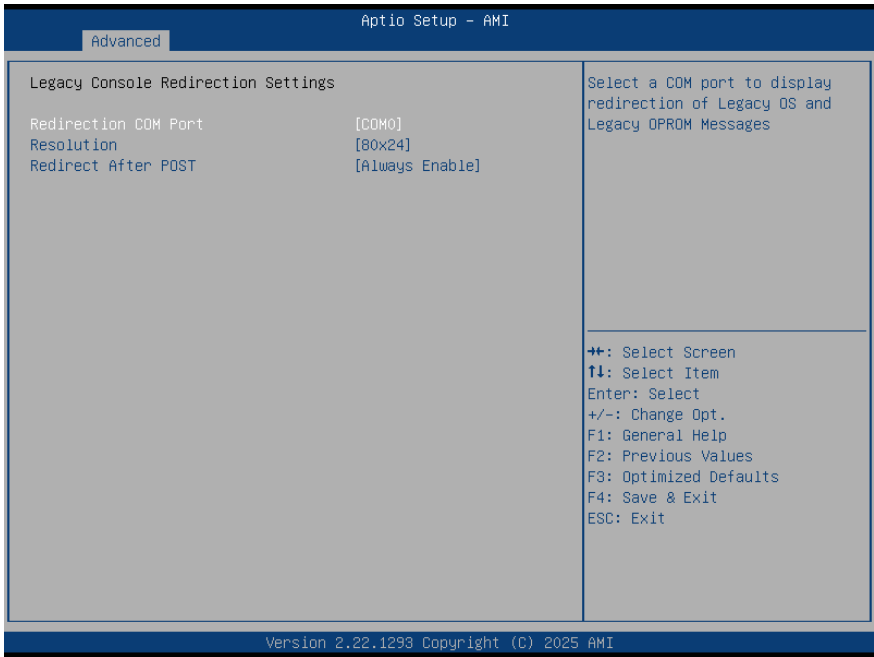 Aptio Setup – AMI
Advanced
Legacy Console Redirection Settings
Redirection COM Port [COM0]
Resolution [80x24]
Redirect After POST [Always Enable]
Select a COM port to display
redirection of Legacy OS and
Legacy OPROM Messages
→←: Select Screen
↑↓: Select Item
Enter: Select
+/-: Change Opt.
F1: General Help
F2: Previous Values
F3: Optimized Defaults
F4: Save & Exit
ESC: Exit
Version 2.22.1293 Copyright (C) 2025 AMI